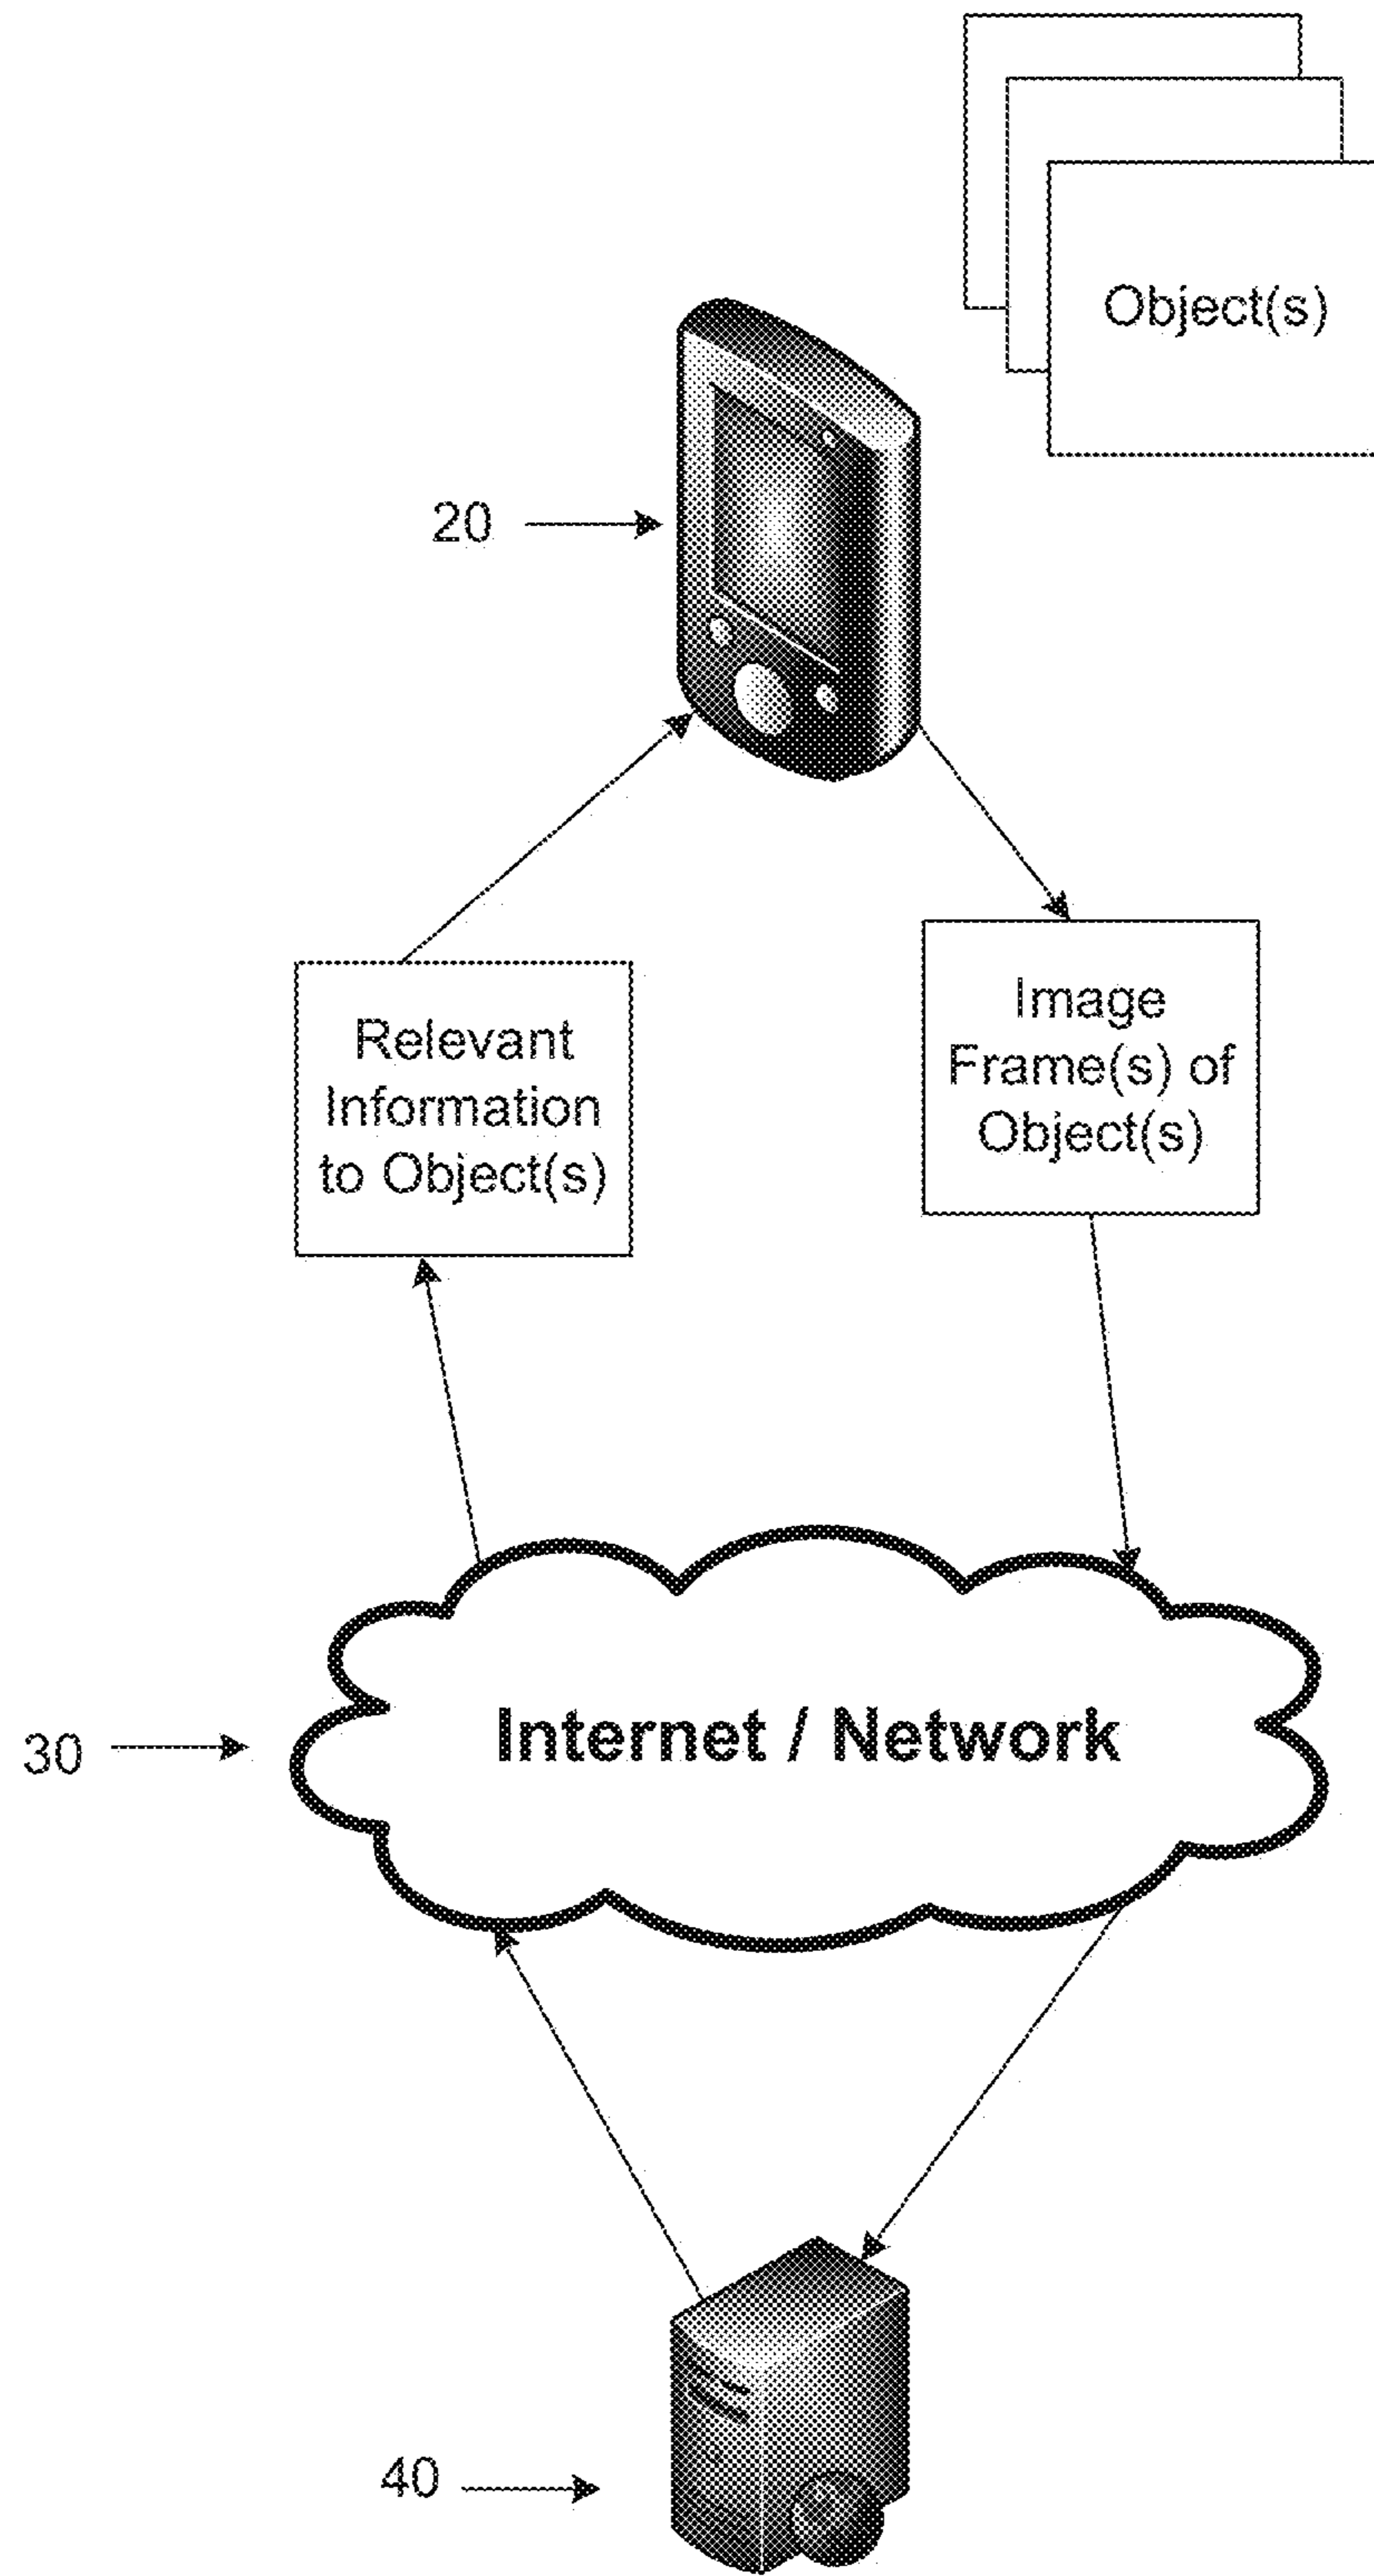 Object(s)
20
Relevant
Information
to Object(s)
Image
Frame(s) of
Object(s)
30
Internet / Network
40